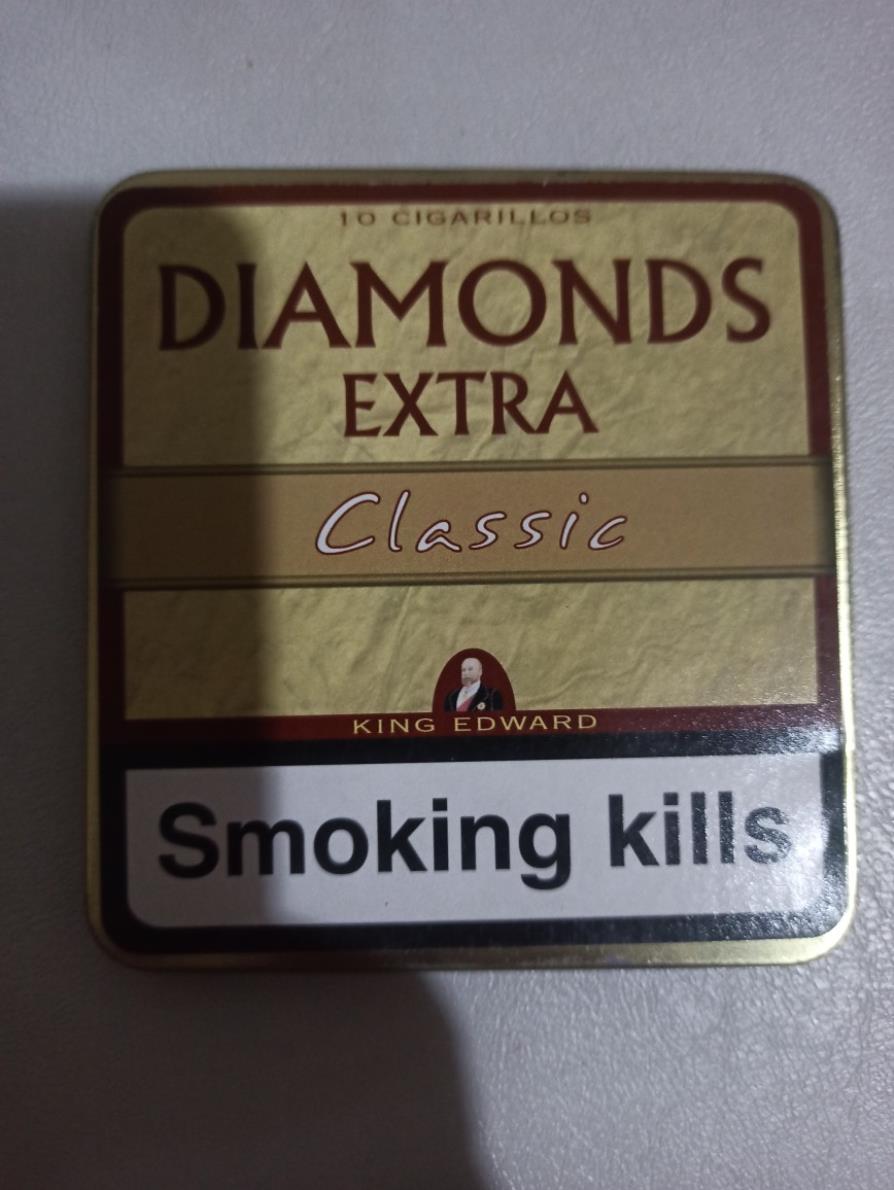 10 CIGARILLOS
DIAMONDS
EXTRA
Classic
KING EDWARD
Smoking kills